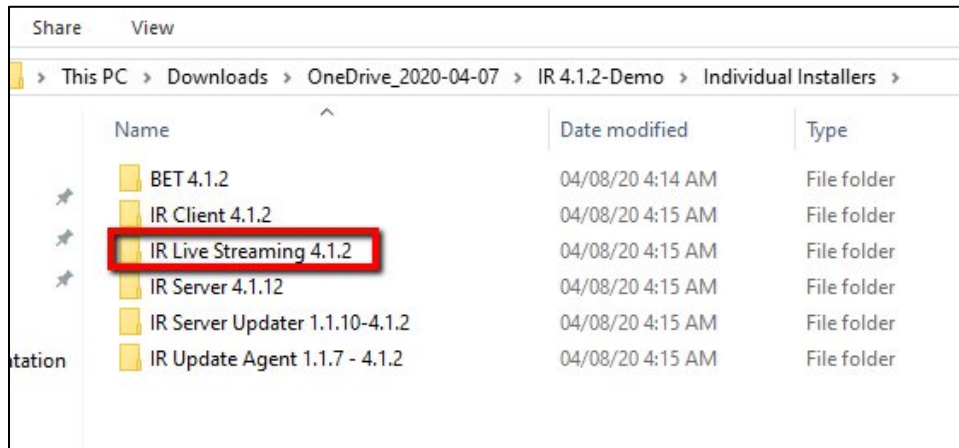 Share View
> This PC > Downloads > OneDrive_2020-04-07 > IR 4.1.2-Demo > Individual Installers >
Name Date modified Type
BET 4.1.2 04/08/20 4:14 AM File folder
IR Client 4.1.2 04/08/20 4:15 AM File folder
IR Live Streaming 4.1.2 04/08/20 4:15 AM File folder
IR Server 4.1.12 04/08/20 4:15 AM File folder
IR Server Updater 1.1.10-4.1.2 04/08/20 4:15 AM File folder
ntation IR Update Agent 1.1.7 - 4.1.2 04/08/20 4:15 AM File folder